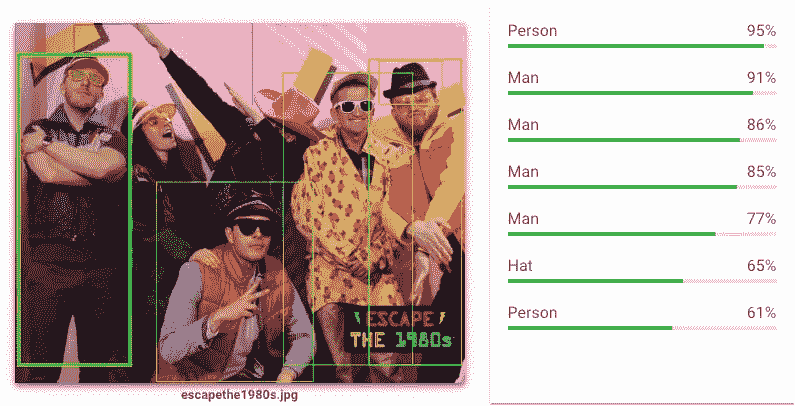 Person 95%
Man 91%
Man 86%
Man 85%
Man 77%
Hat 65%
Person 61%
ESCAPE
THE 1980s
escapethe1980s.jpg